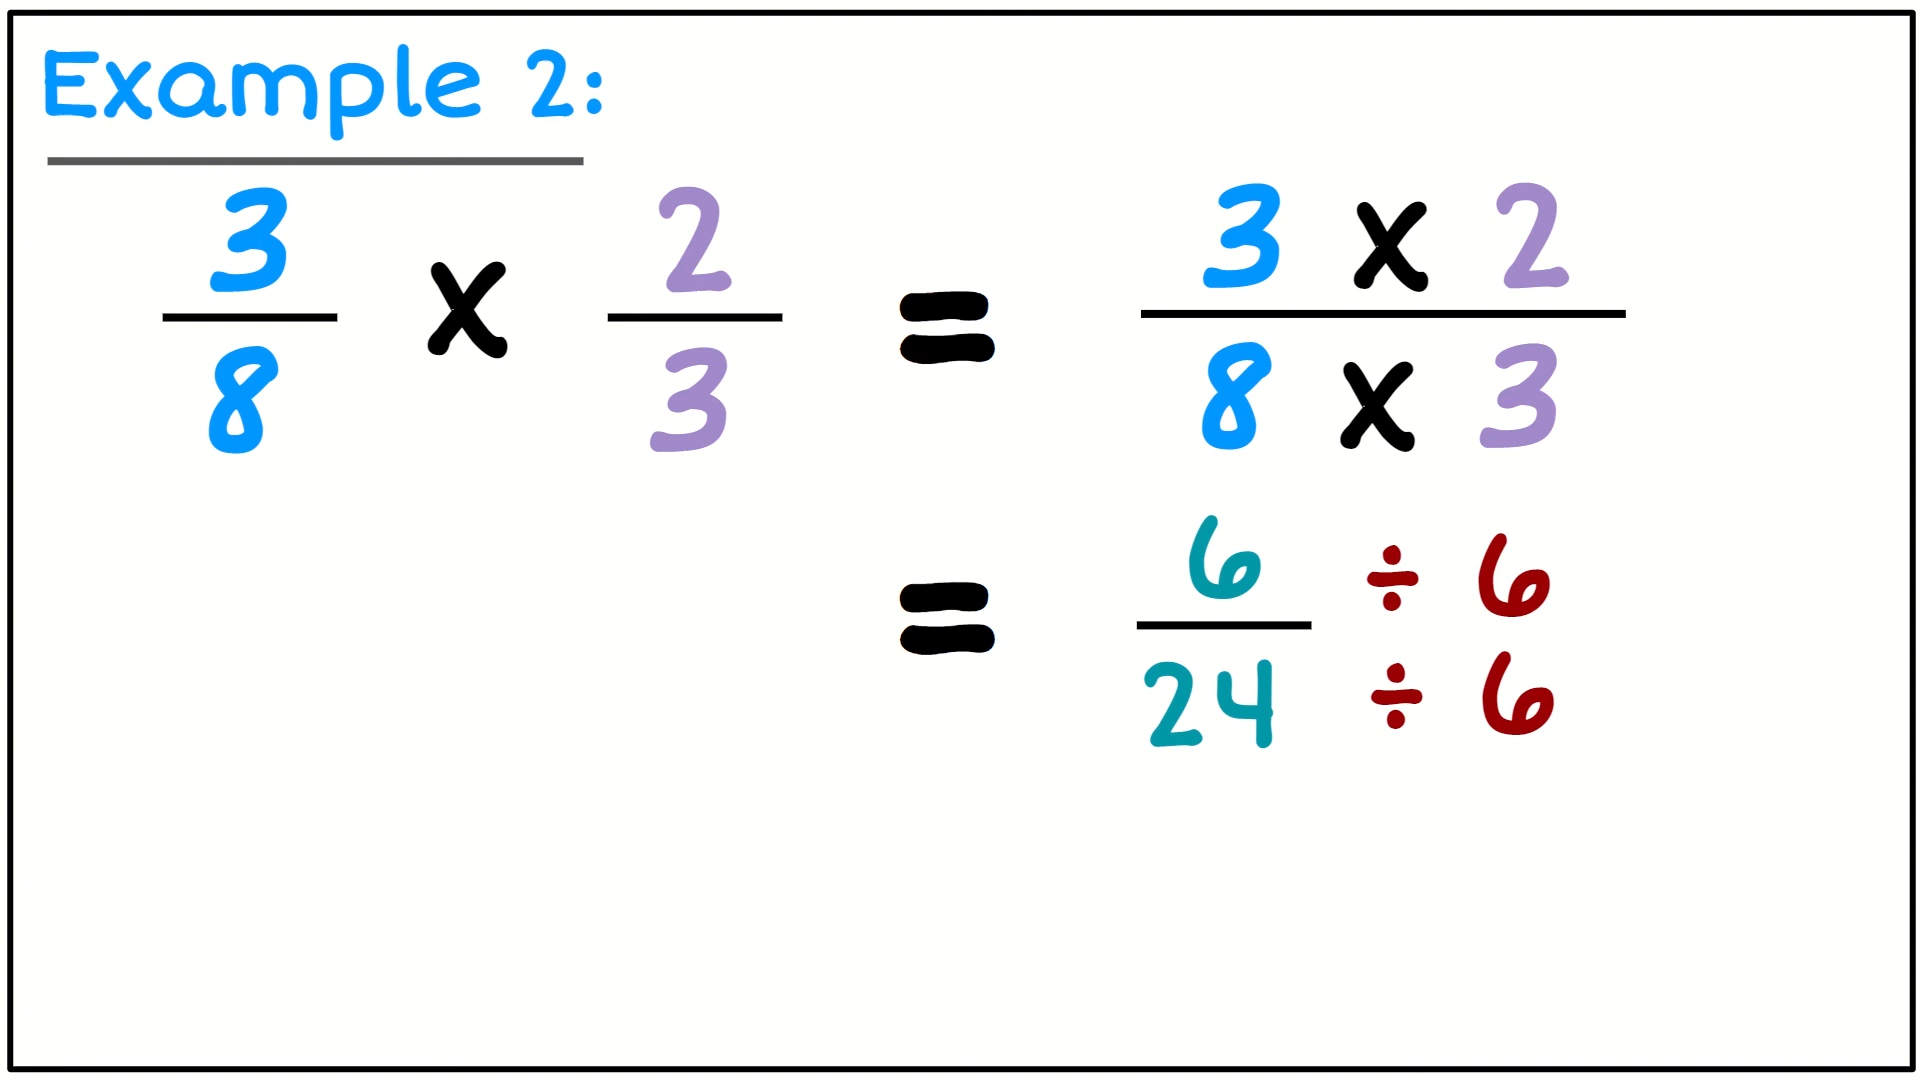 Example 2:
3 x 2 = 3 x 2
8 3 8 x 3
= 6 ÷ 6
24 ÷ 6